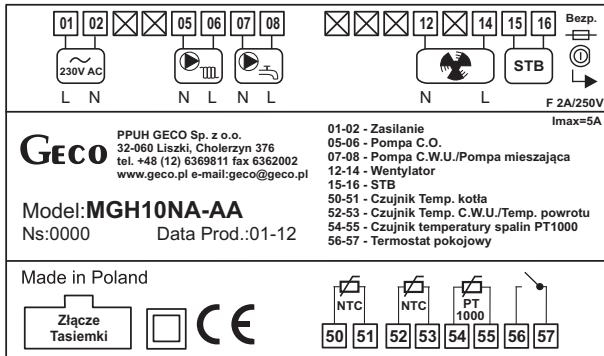 01 02 05 06 07 08 12 14 15 16 Bezp.
230V AC STB
L N N L N L N L F 2A/250V
Imax=5A
GECO
PPUH GECO Sp. z o.o.
32-060 Liszki, Cholerzyn 376
tel. +48 (12) 6369811 fax 6362002
www.geco.pl e-mail:geco@geco.pl
Model:MGH10NA-AA
Ns:0000 Data Prod.:01-12
01-02 - Zasilanie
05-06 - Pompa C.O.
07-08 - Pompa C.W.U./Pompa mieszająca
12-14 - Wentylator
15-16 - STB
50-51 - Czujnik Temp. kotła
52-53 - Czujnik Temp. C.W.U./Temp. powrotu
54-55 - Czujnik temperatury spalin PT1000
56-57 - Termostat pokojowy
Made in Poland
Złącze
Tasiemki
CE
NTC NTC PT
1000
50 51 52 53 54 55 56 57